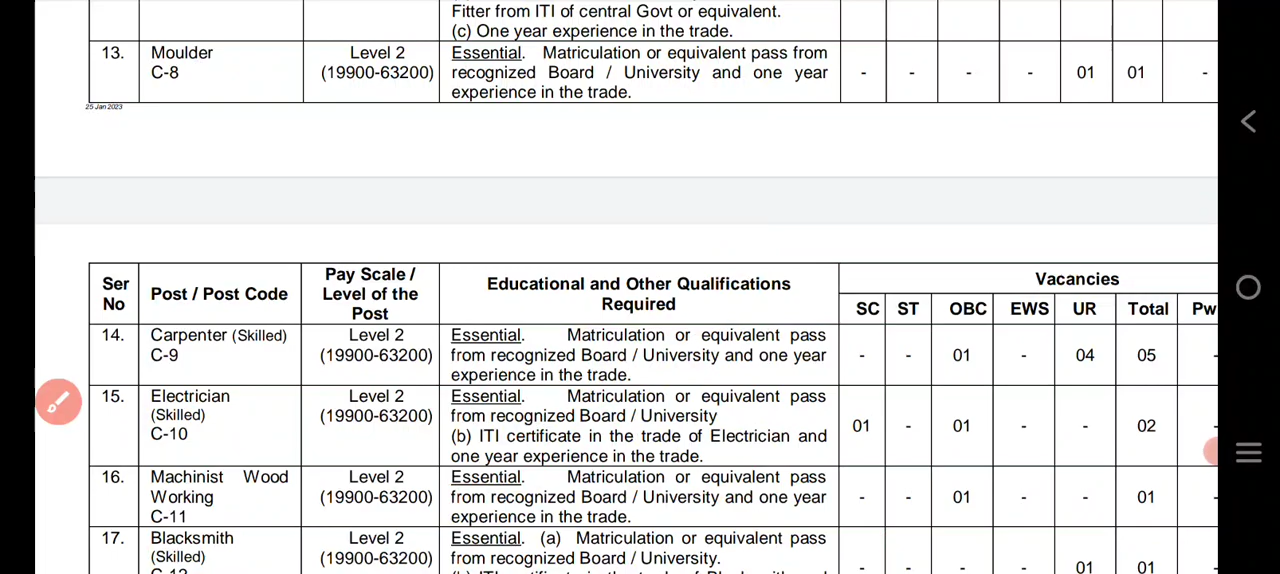 Fitter from ITI of central Govt or equivalent.
(c) One year experience in the trade.
13. Moulder Level 2 Essential. Matriculation or equivalent pass from
C-8 (19900-63200) recognized Board / University and one year - - - - 01 01 -
experience in the trade.
25 Jan 2023
Ser No Post / Post Code Pay Scale / Level of the Post Educational and Other Qualifications Required Vacancies
SC ST OBC EWS UR Total Pw
14. Carpenter (Skilled) Level 2 Essential. Matriculation or equivalent pass
C-9 (19900-63200) from recognized Board / University and one year - - 01 - 04 05 -
experience in the trade.
15. Electrician Level 2 Essential. Matriculation or equivalent pass
(Skilled) (19900-63200) from recognized Board / University 01 - 01 - - 02 -
C-10 (b) ITI certificate in the trade of Electrician and
one year experience in the trade.
16. Machinist Wood Level 2 Essential. Matriculation or equivalent pass
Working (19900-63200) from recognized Board / University and one year - - 01 - - 01 -
C-11 experience in the trade.
17. Blacksmith Level 2 Essential. (a) Matriculation or equivalent pass
(Skilled) (19900-63200) from recognized Board / University. - - - - 01 01 -